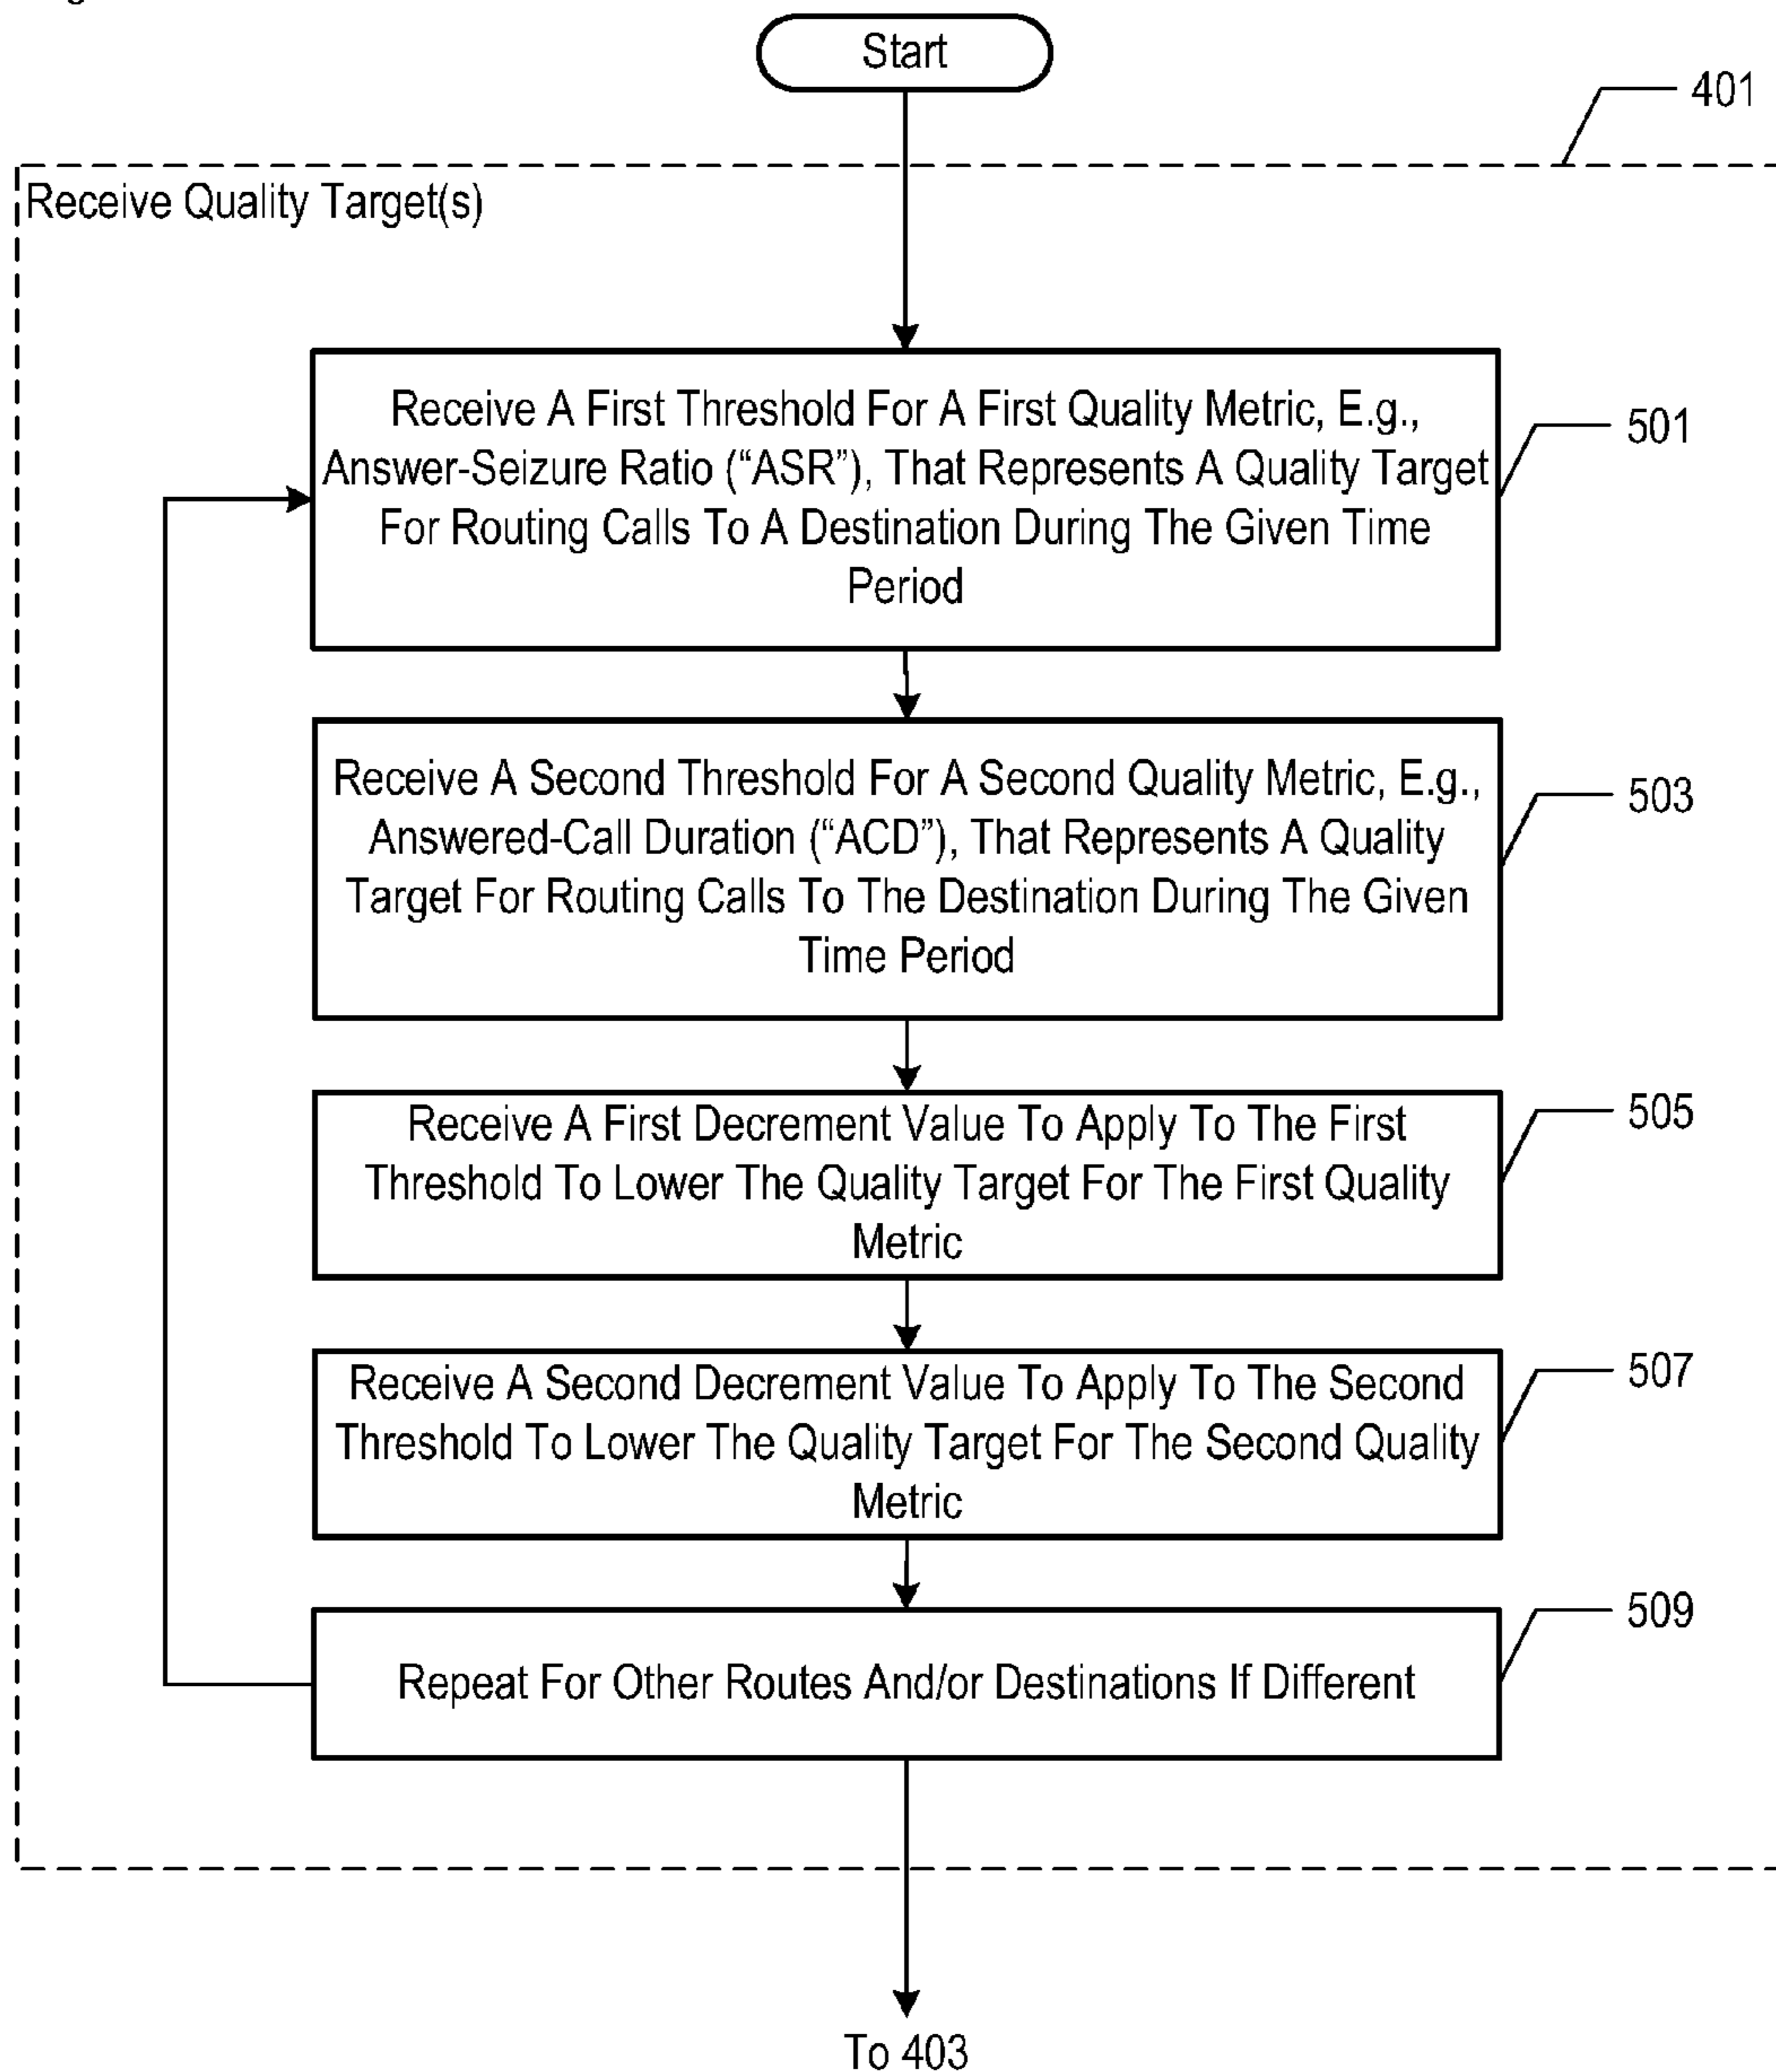 Start
401
Receive Quality Target(s)
Receive A First Threshold For A First Quality Metric, E.g.,
Answer-Seizure Ratio (“ASR”), That Represents A Quality Target
For Routing Calls To A Destination During The Given Time
Period
501
Receive A Second Threshold For A Second Quality Metric, E.g.,
Answered-Call Duration (“ACD”), That Represents A Quality
Target For Routing Calls To The Destination During The Given
Time Period
503
Receive A First Decrement Value To Apply To The First
Threshold To Lower The Quality Target For The First Quality
Metric
505
Receive A Second Decrement Value To Apply To The Second
Threshold To Lower The Quality Target For The Second Quality
Metric
507
Repeat For Other Routes And/or Destinations If Different
509
To 403